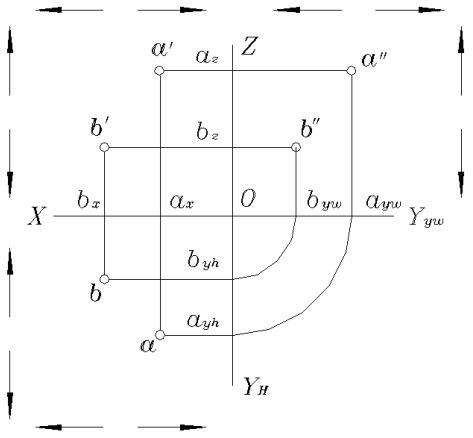 a′ Z a″
a_z
b′ b_z b″
b_x a_x O b_yw a_yw
X Y_yw
b_yh
b
a_yh
a
Y_H